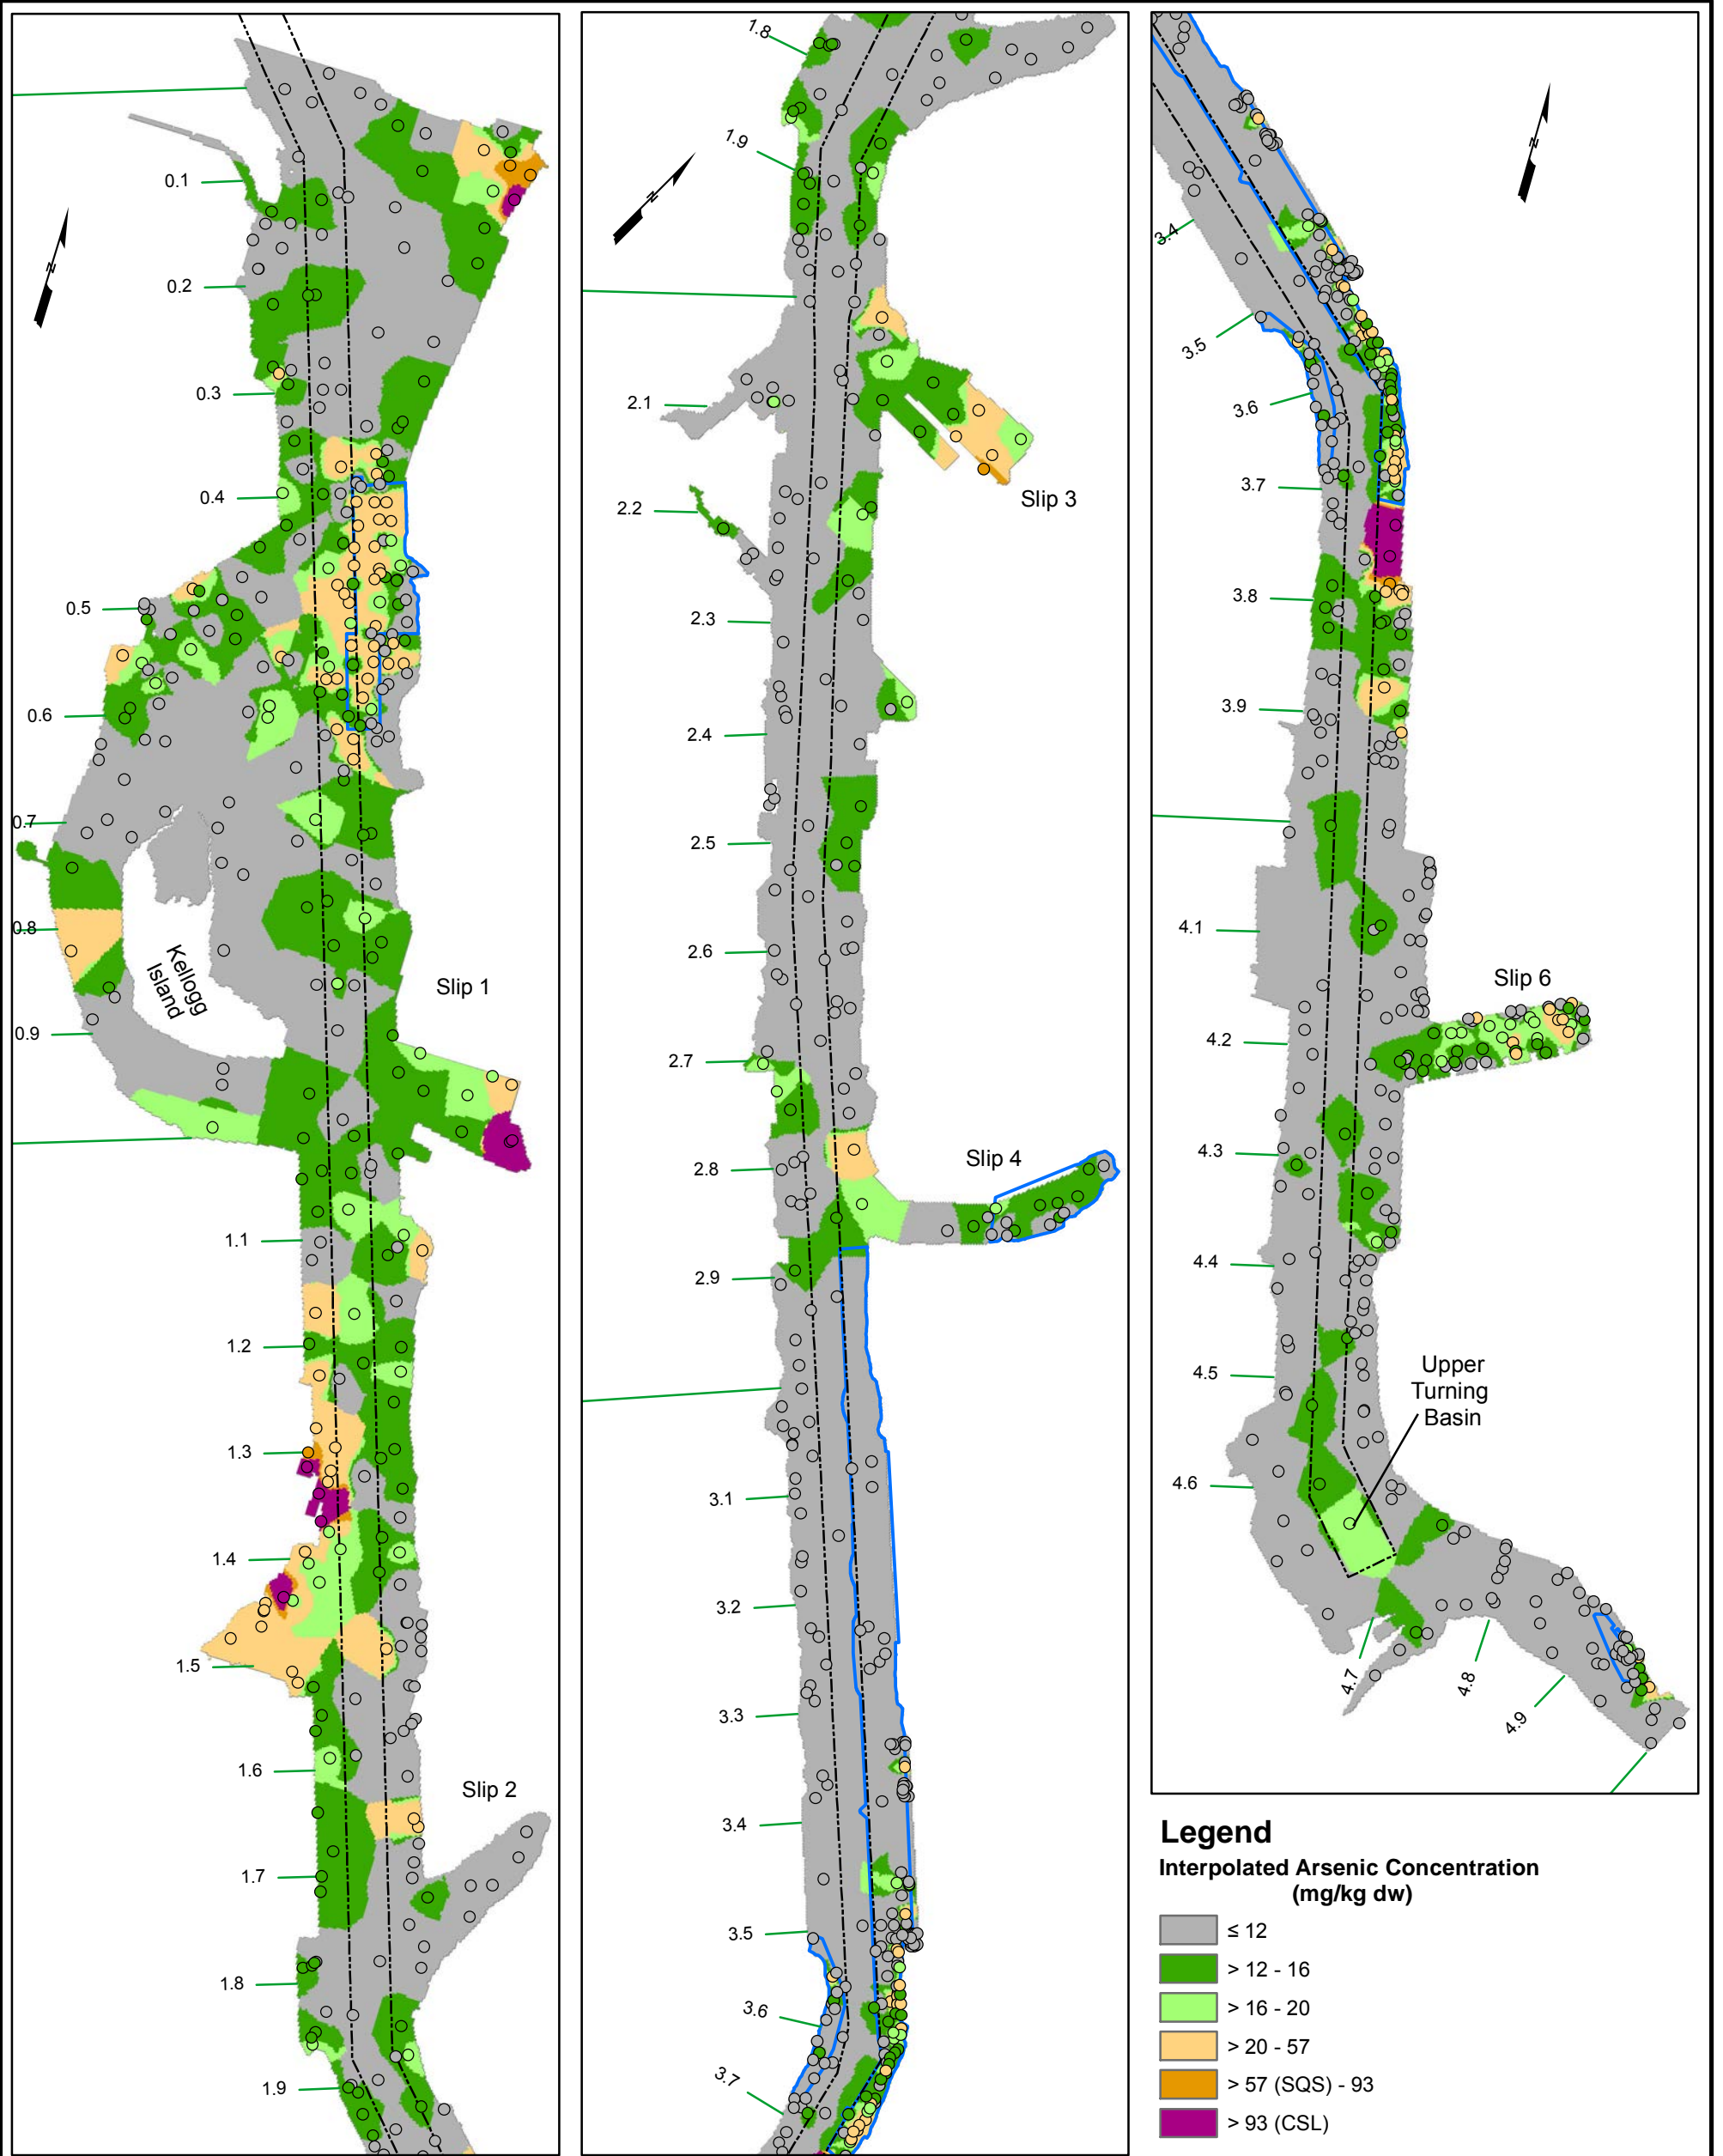 N
0.1
0.2
0.3
0.4
0.5
0.6
0.7
0.8
0.9
Kellogg
Island
Slip 1
1.1
1.2
1.3
1.4
1.5
1.6
Slip 2
1.7
1.8
1.9
1.8
1.9
N
2.1
Slip 3
2.2
2.3
2.4
2.5
2.6
2.7
2.8
Slip 4
2.9
3.1
3.2
3.3
3.4
3.5
3.6
3.7
N
3.4
3.5
3.6
3.7
3.8
3.9
4.1
Slip 6
4.2
4.3
4.4
4.5
Upper
Turning
Basin
4.6
4.7
4.8
4.9
Legend
Interpolated Arsenic Concentration
(mg/kg dw)
≤ 12
> 12 - 16
> 16 - 20
> 20 - 57
> 57 (SQS) - 93
> 93 (CSL)